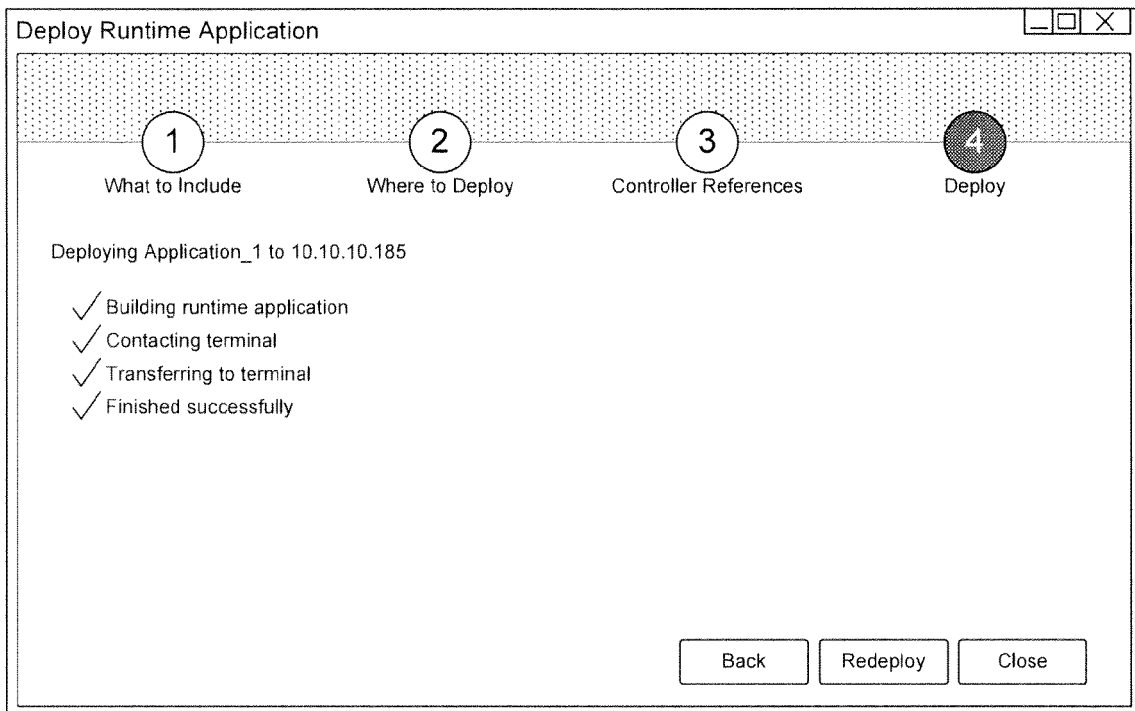 Deploy Runtime Application
1 2 3 4
What to Include Where to Deploy Controller References Deploy
Deploying Application_1 to 10.10.10.185
Building runtime application
Contacting terminal
Transferring to terminal
Finished successfully
Back Redeploy Close